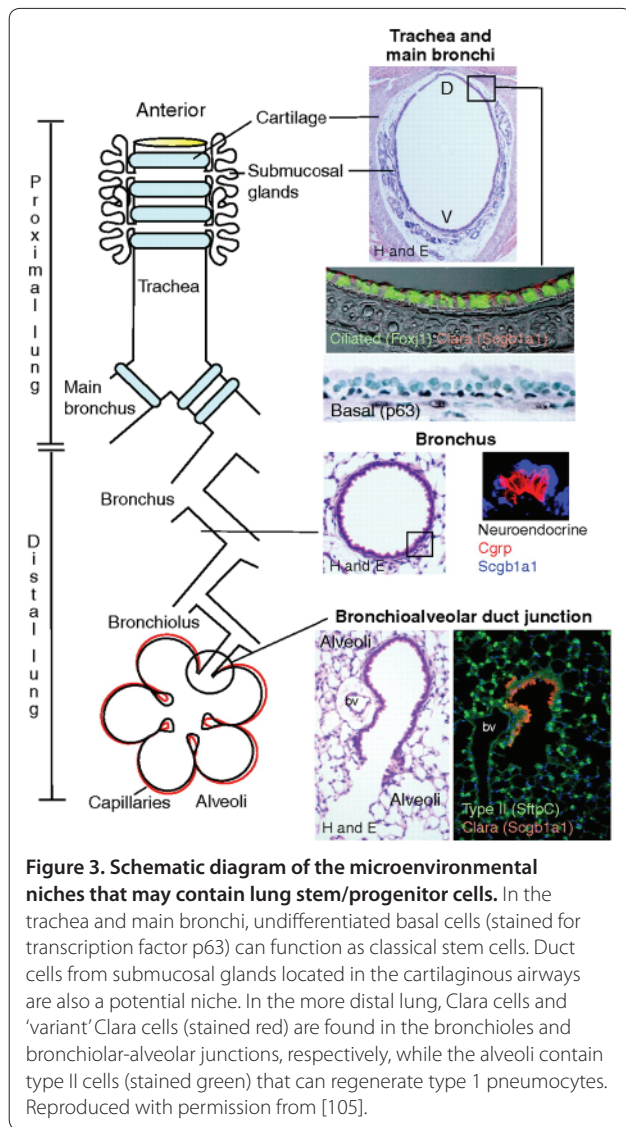 Trachea and
main bronchi
Anterior
Cartilage
Submucosal
glands
D
V
H and E
Proximal lung
Trachea
Ciliated (Foxj1) Clara (Scgb1a1)
Main
bronchus
Basal (p63)
Bronchus
Bronchus
H and E
Neuroendocrine
Cgrp
Scgb1a1
Distal lung
Bronchiolus
Bronchioalveolar duct junction
Alveoli
bv
Alveoli
H and E
bv
Type II (SftpC)
Clara (Scgb1a1)
Capillaries
Alveoli
Figure 3. Schematic diagram of the microenvironmental
niches that may contain lung stem/progenitor cells. In the
trachea and main bronchi, undifferentiated basal cells (stained for
transcription factor p63) can function as classical stem cells. Duct
cells from submucosal glands located in the cartilaginous airways
are also a potential niche. In the more distal lung, Clara cells and
‘variant’ Clara cells (stained red) are found in the bronchioles and
bronchiolar-alveolar junctions, respectively, while the alveoli contain
type II cells (stained green) that can regenerate type 1 pneumocytes.
Reproduced with permission from [105].